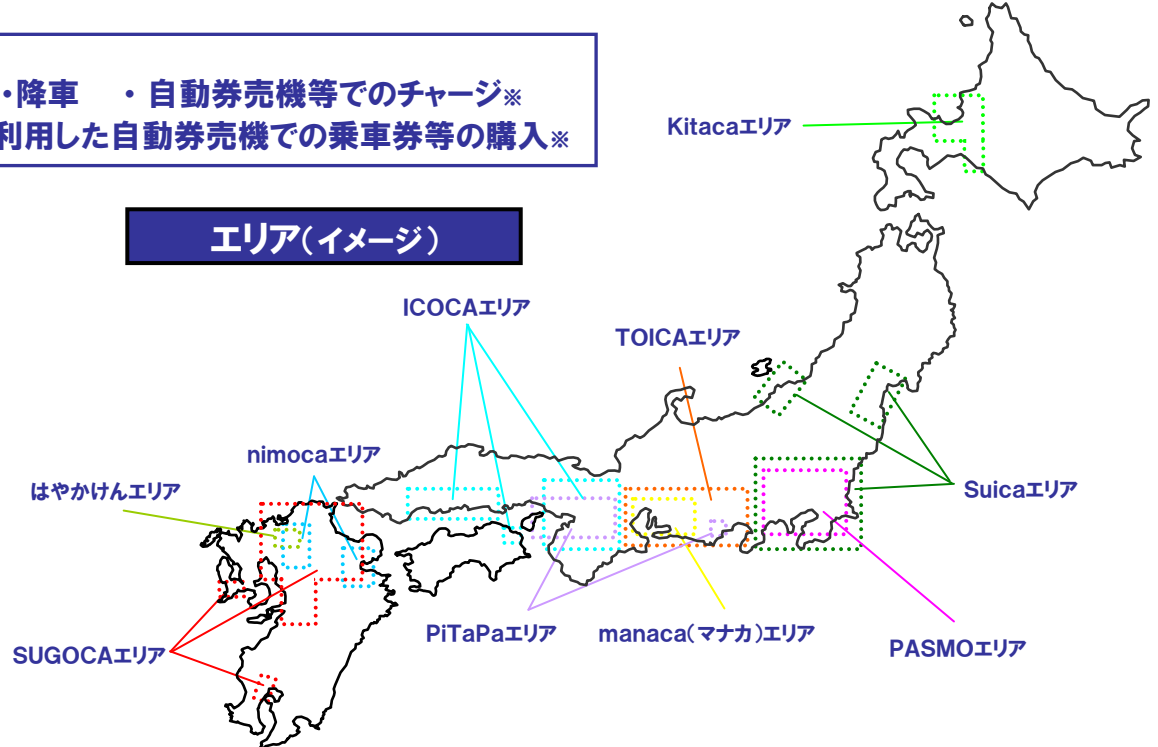 ・降車　・自動券売機等でのチャージ※
利用した自動券売機での乗車券等の購入※
エリア(イメージ)
Kitacaエリア
ICOCAエリア
TOICAエリア
nimocaエリア
はやかけんエリア
Suicaエリア
SUGOCAエリア
PiTaPaエリア
manaca(マナカ)エリア
PASMOエリア